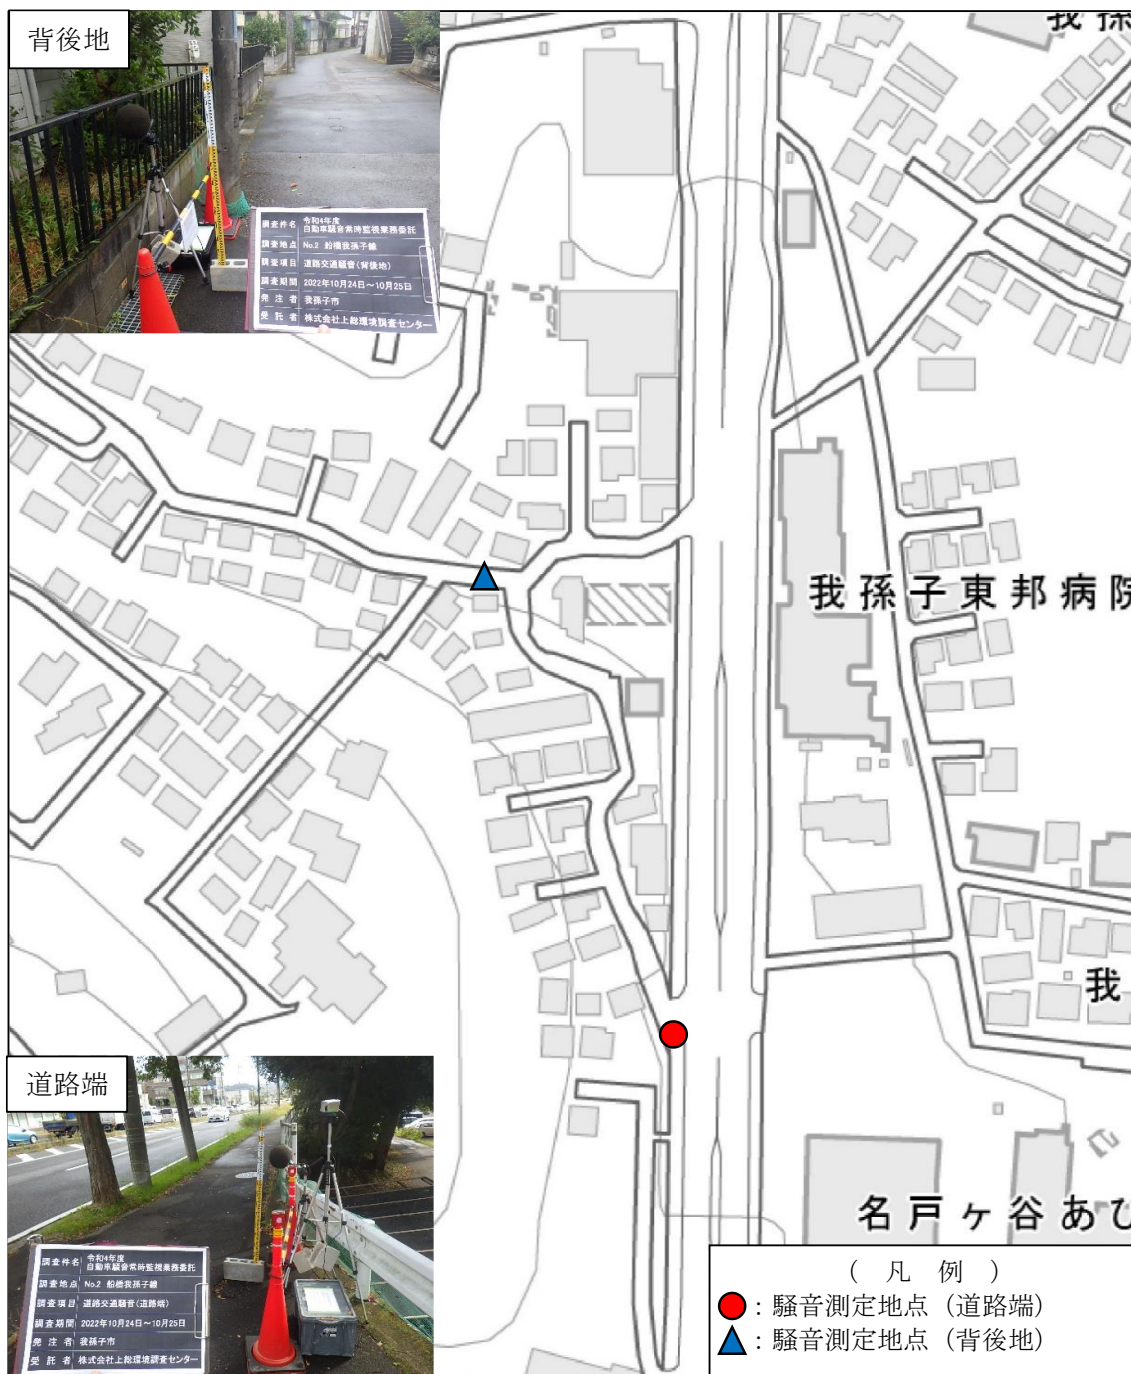 背後地
調査件名 令和4年度
自動車騒音常時監視業務委託
調査地点 No.2 船橋我孫子線
調査項目 道路交通騒音(背後地)
調査期間 2022年10月24日～10月25日
発注者 我孫子市
受託者 株式会社上総環境調査センター
我孫
我孫子東邦病院
我
名戸ヶ谷あび
道路端
調査件名 令和4年度
自動車騒音常時監視業務委託
調査地点 No.2 船橋我孫子線
調査項目 道路交通騒音(道路端)
調査期間 2022年10月24日～10月25日
発注者 我孫子市
受託者 株式会社上総環境調査センター
（凡例）
：騒音測定地点（道路端）
：騒音測定地点（背後地）